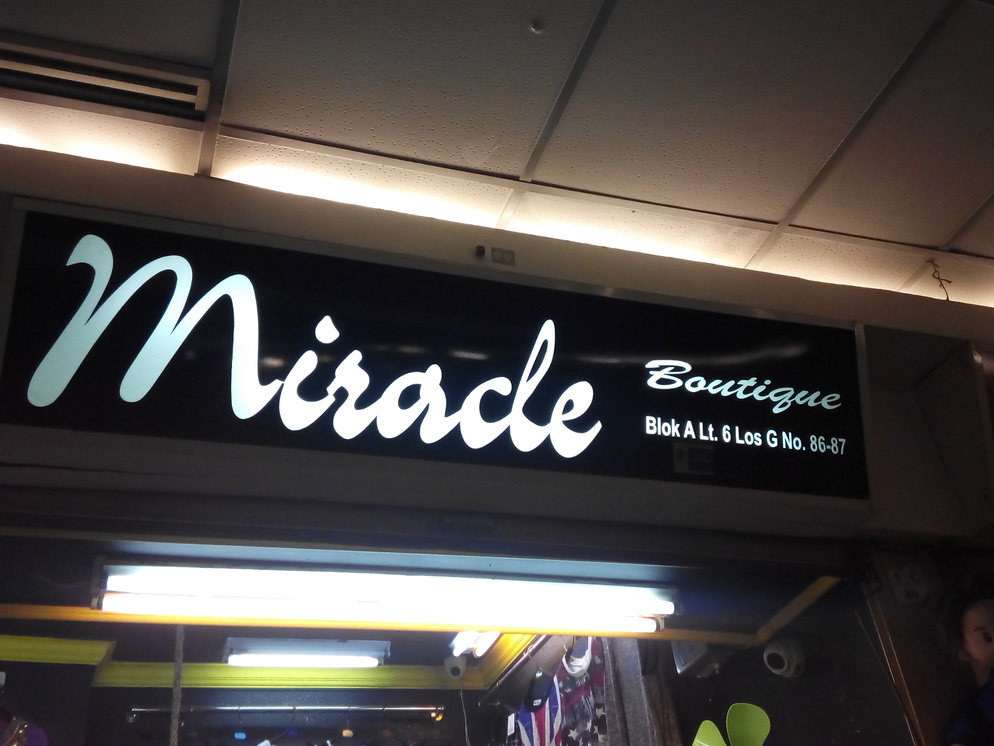 Miracle
Boutique
Blok A Lt. 6 Los G No. 86-87